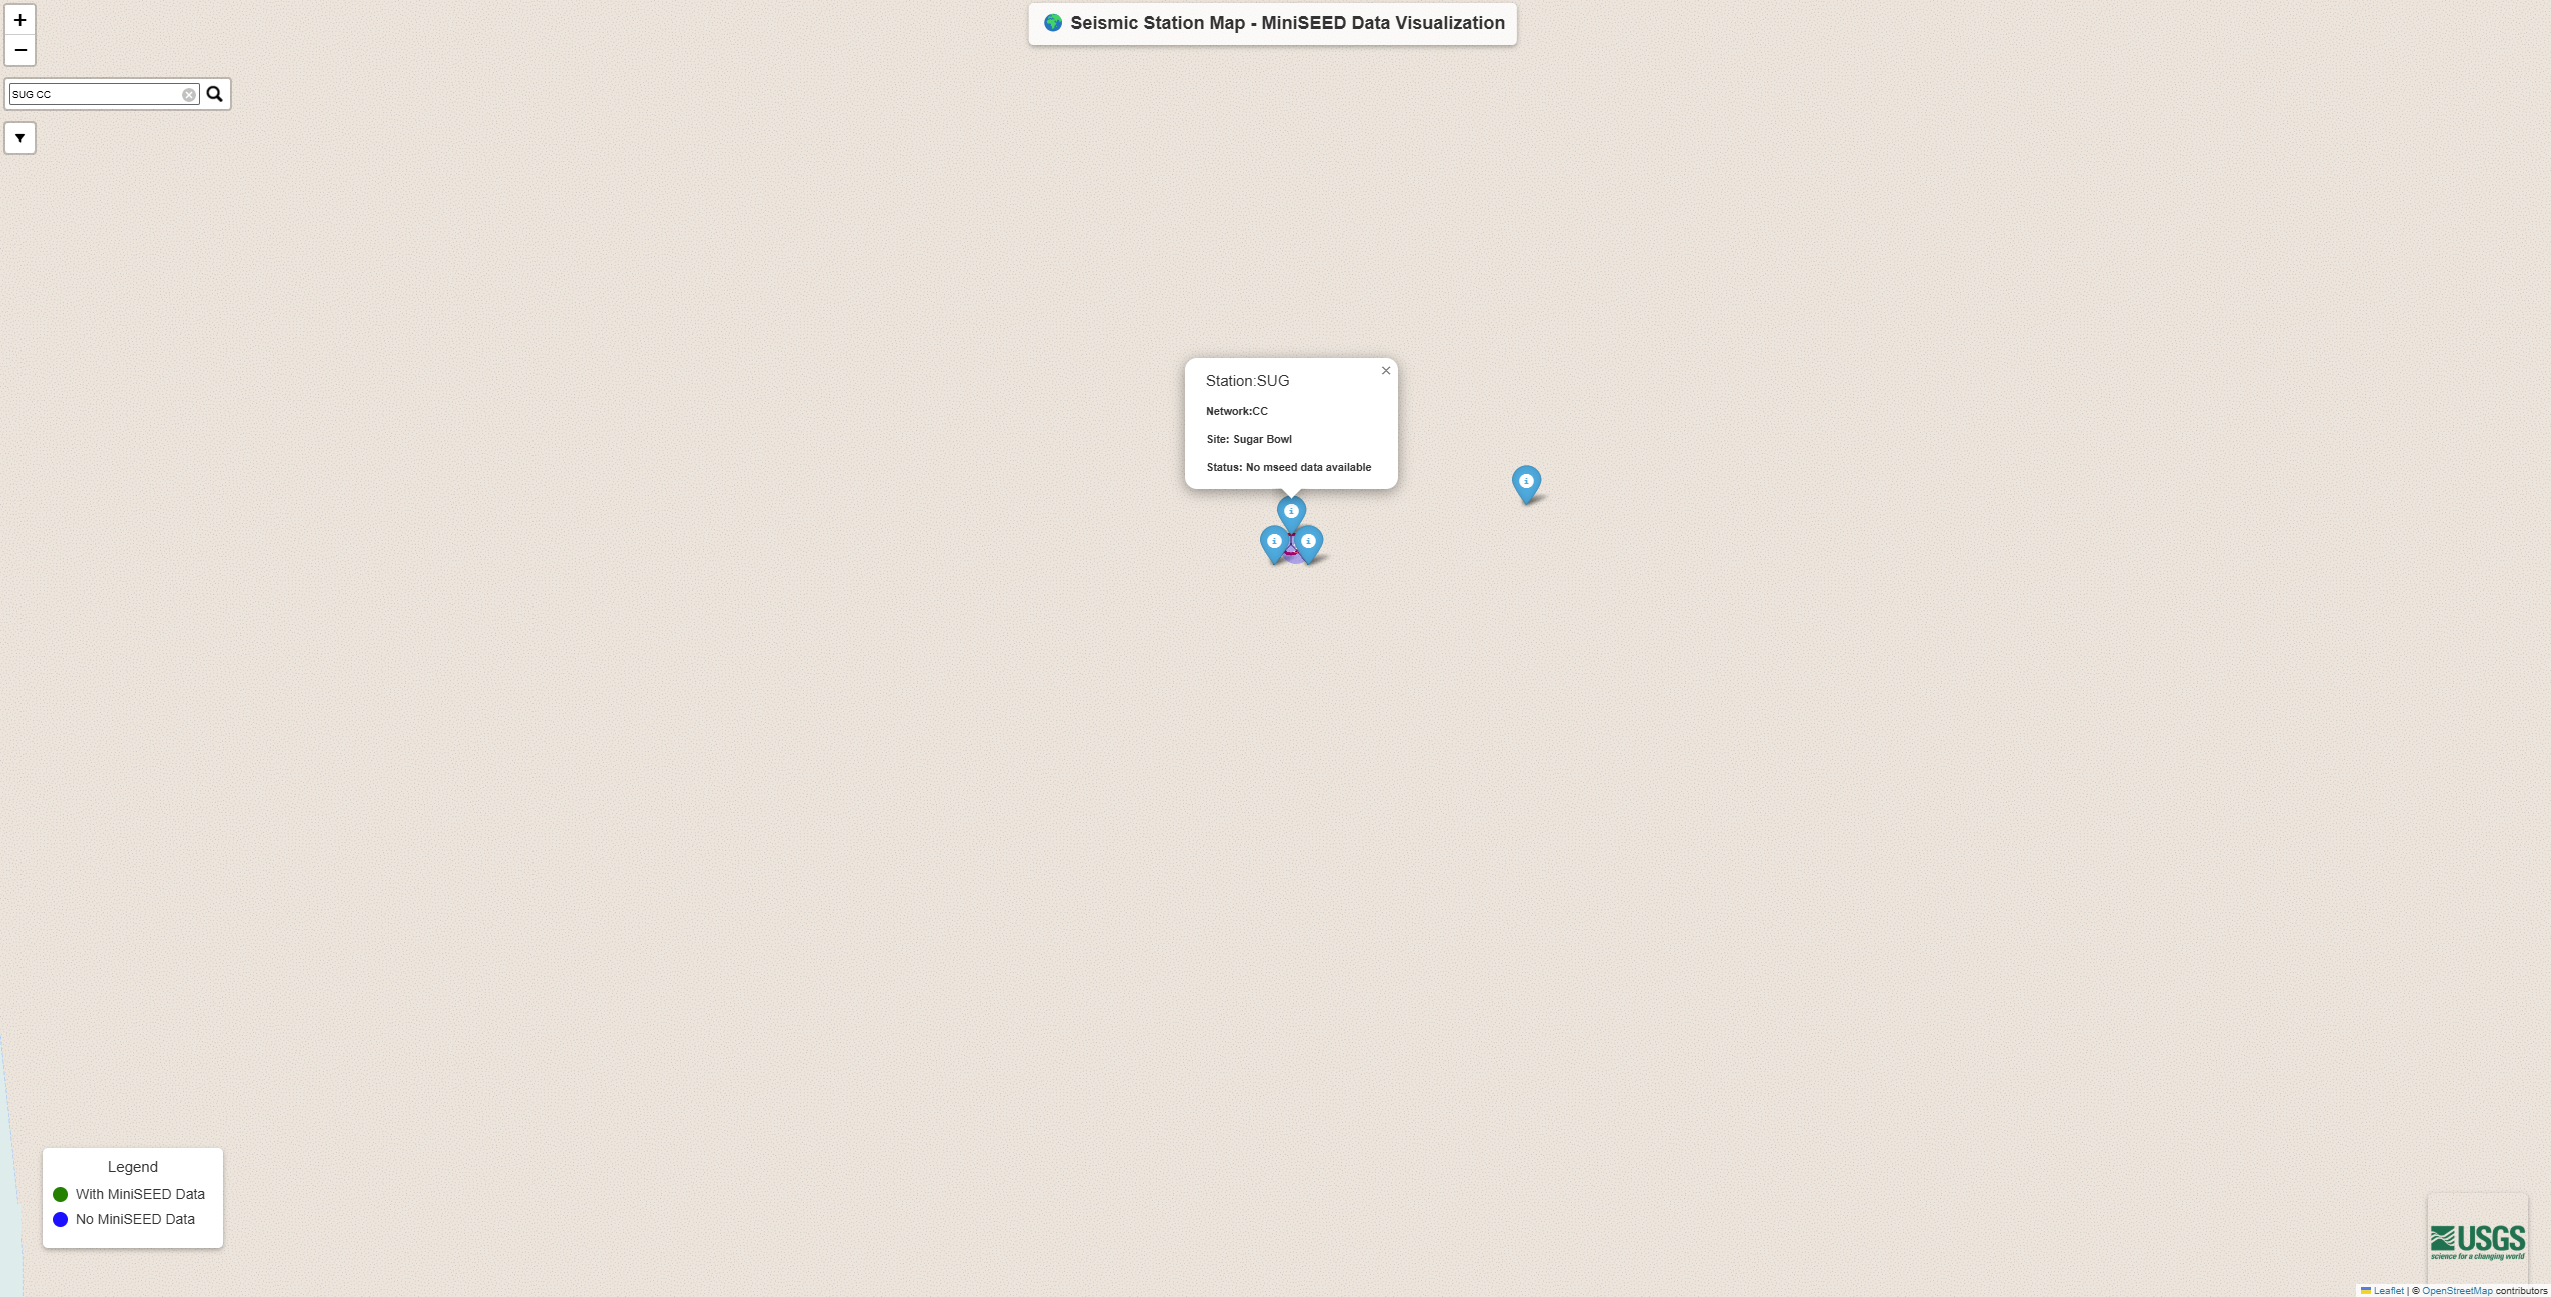 +
−
🌍 Seismic Station Map - MiniSEED Data Visualization
SUG CC
×
Station:SUG
Network:CC
Site: Sugar Bowl
Status: No mseed data available
i
i
i
i
Legend
With MiniSEED Data
No MiniSEED Data
USGS
science for a changing world
Leaflet | © OpenStreetMap contributors